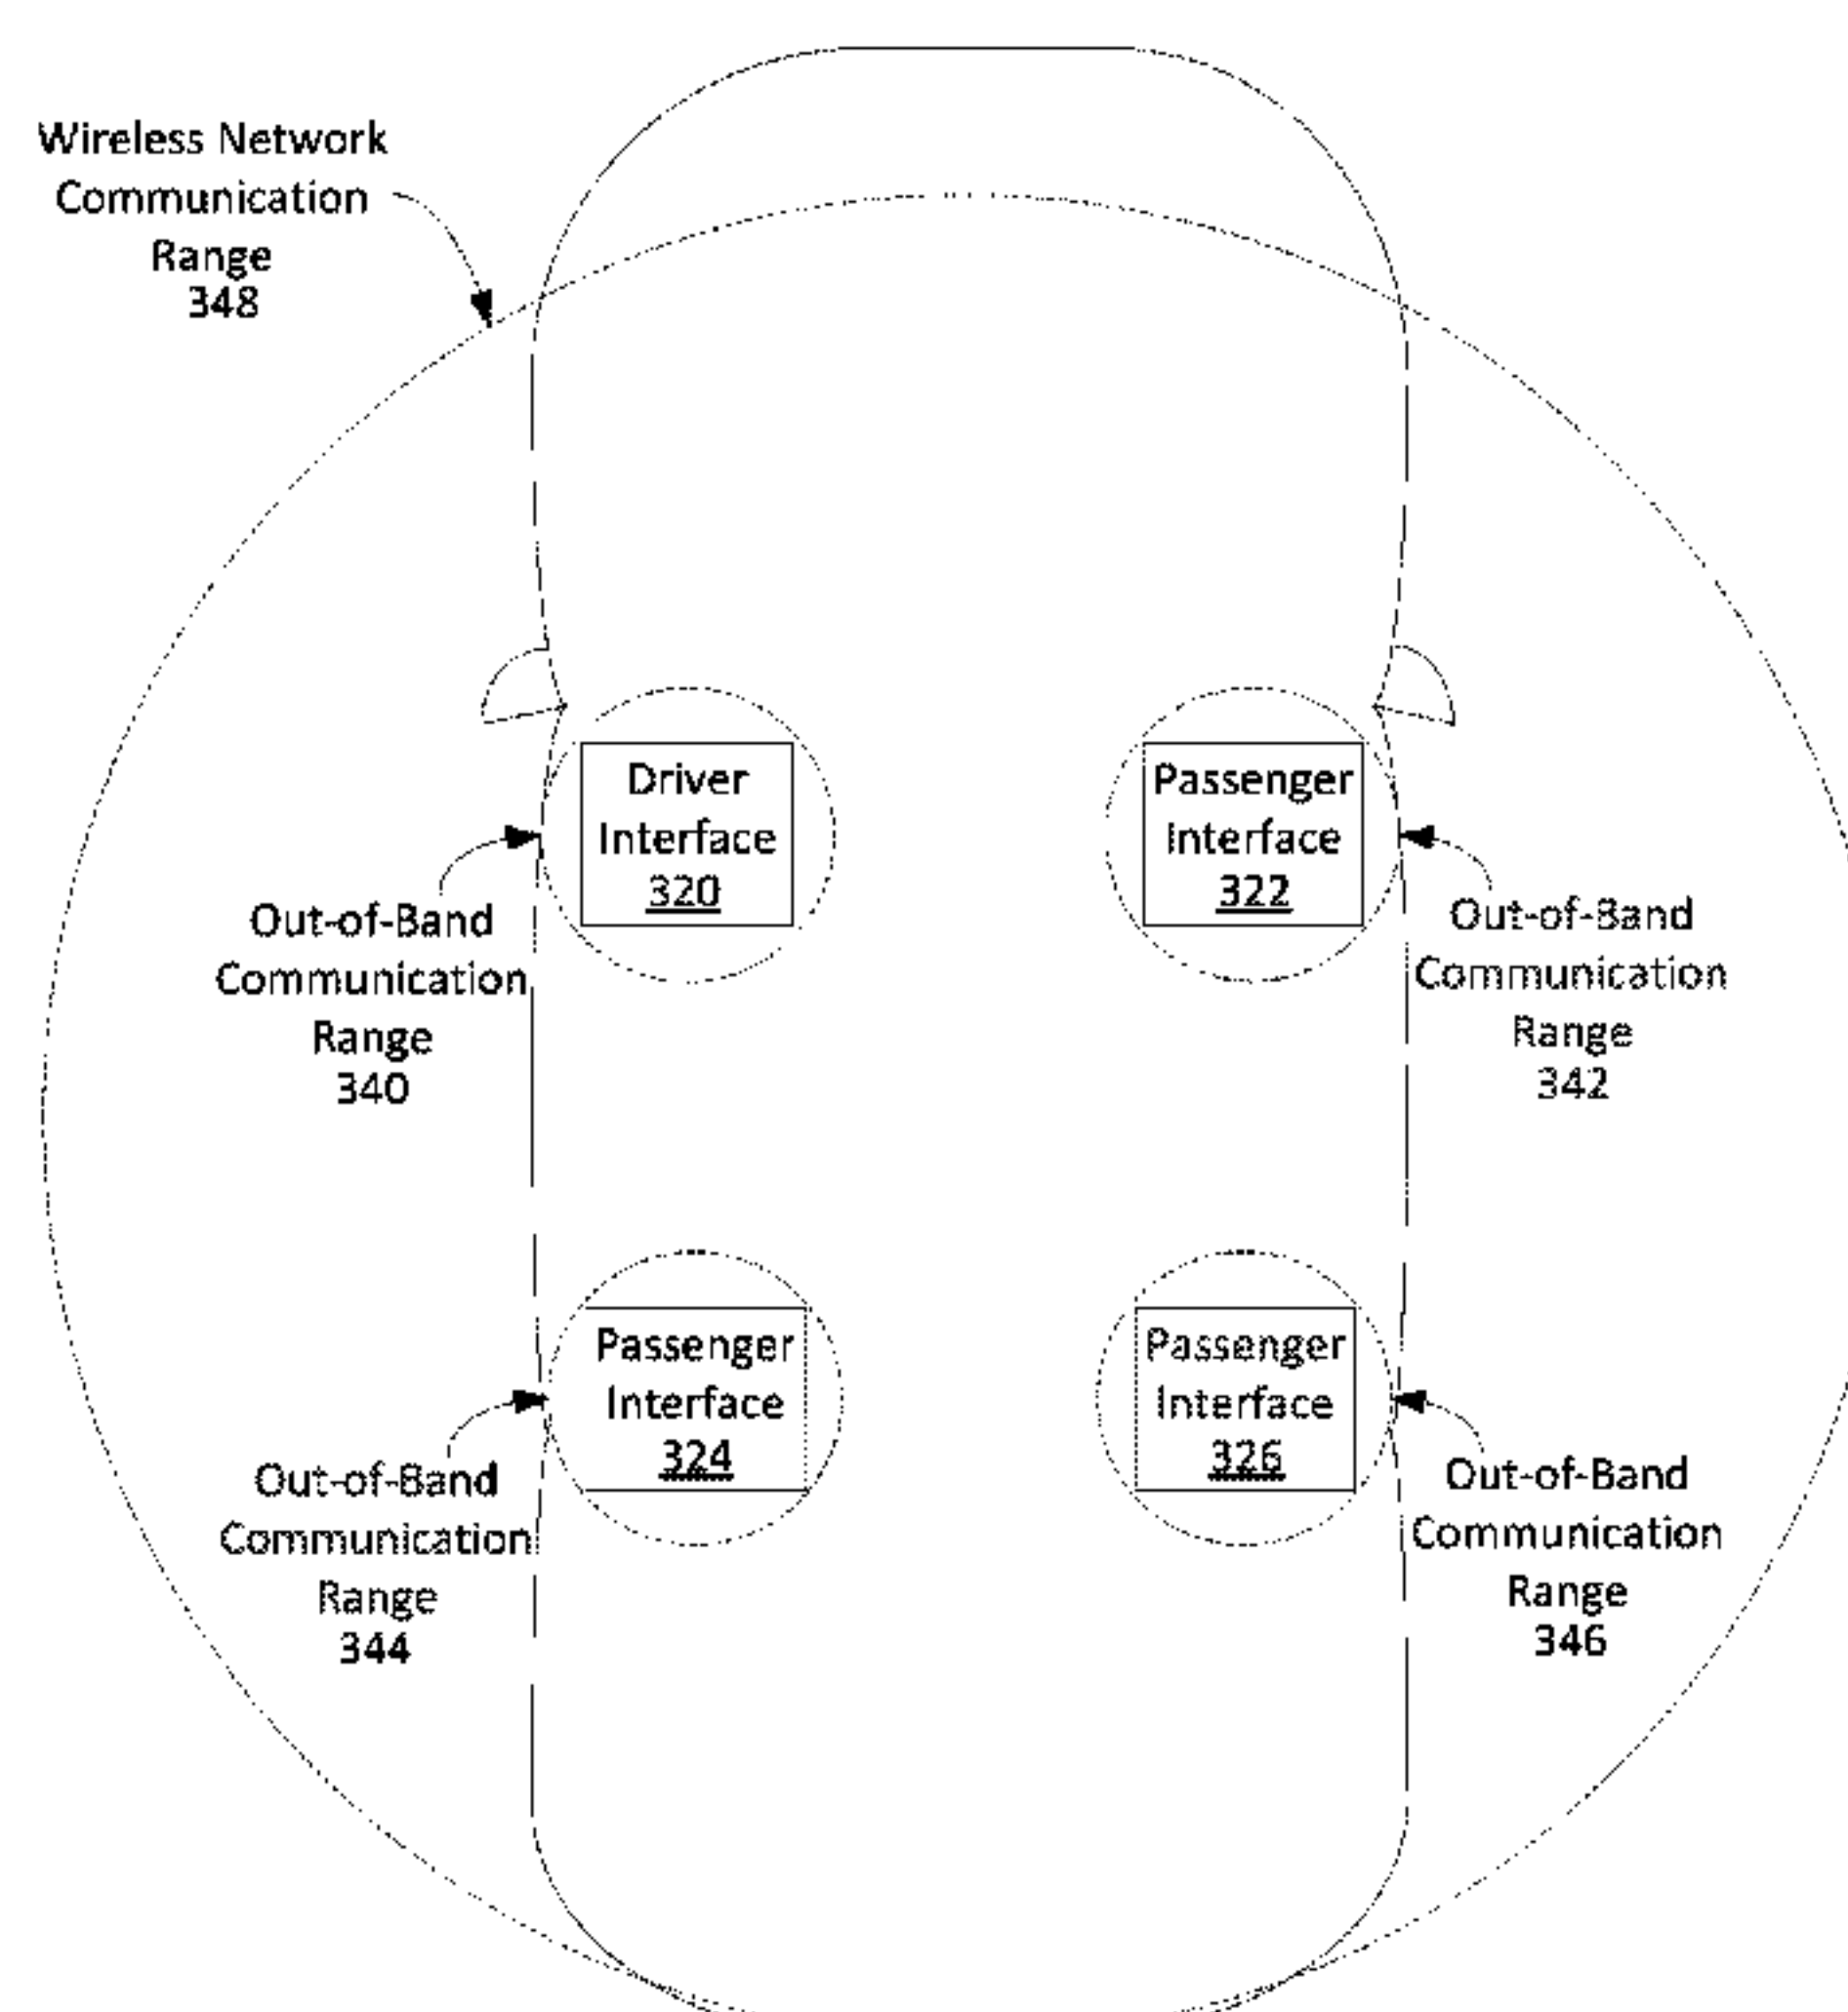 Wireless Network
Communication
Range
348
Driver
Interface
320
Passenger
Interface
322
Out-of-Band
Communication
Range
340
Out-of-Band
Communication
Range
342
Passenger
Interface
324
Passenger
Interface
326
Out-of-Band
Communication
Range
344
Out-of-Band
Communication
Range
346